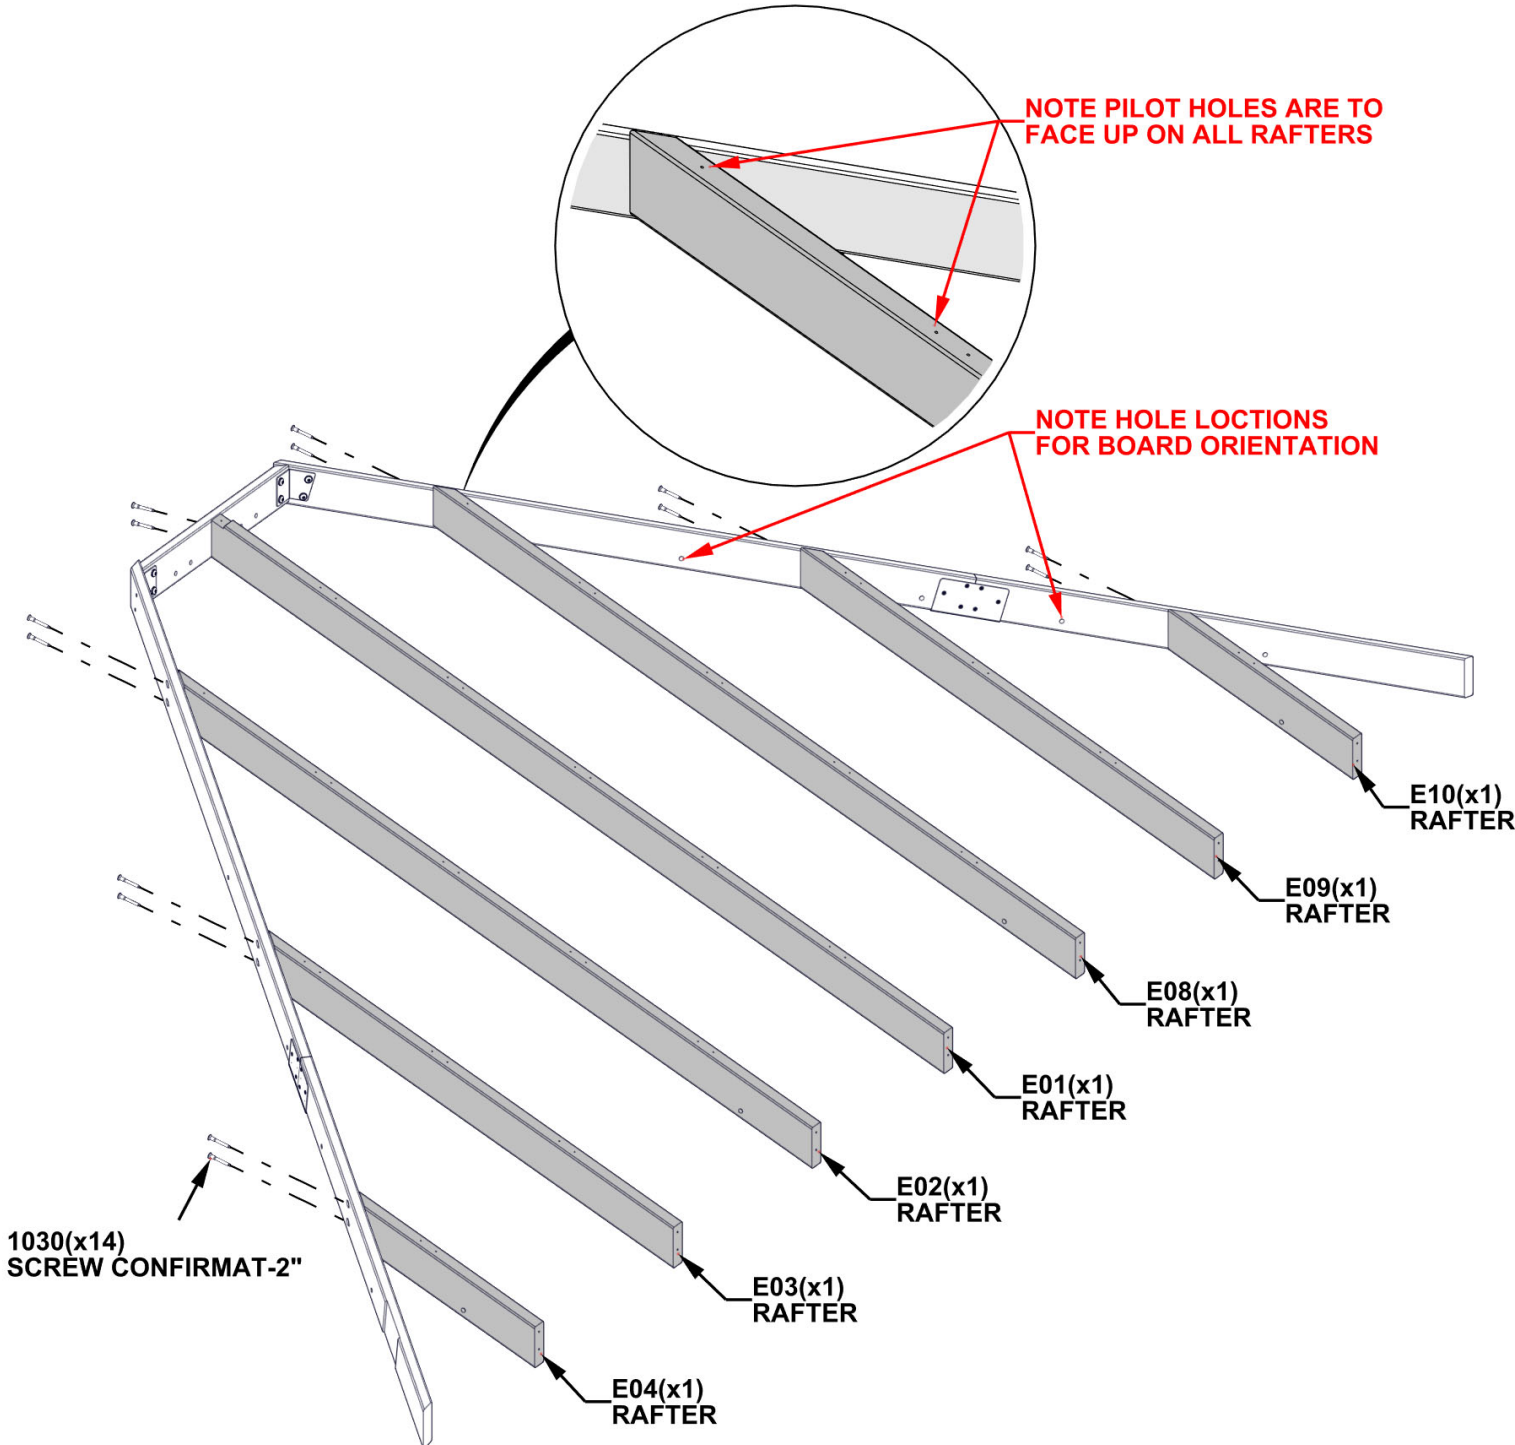 NOTE PILOT HOLES ARE TO
FACE UP ON ALL RAFTERS
NOTE HOLE LOCTIONS
FOR BOARD ORIENTATION
E10(x1)
RAFTER
E09(x1)
RAFTER
E08(x1)
RAFTER
E01(x1)
RAFTER
E02(x1)
RAFTER
E03(x1)
RAFTER
E04(x1)
RAFTER
1030(x14)
SCREW CONFIRMAT-2"